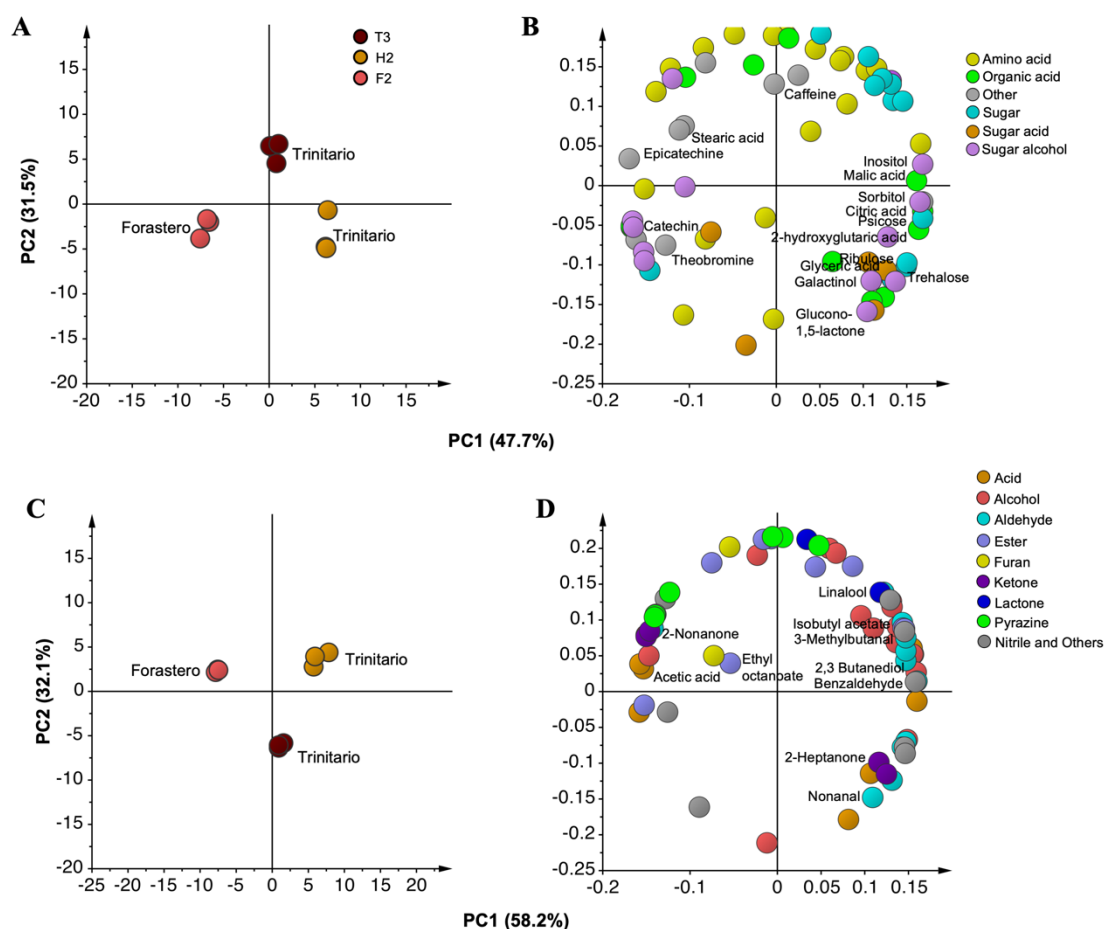 A
T3
H2
F2
15
10
5
0
-5
-10
-15
-20
-20
-15
-10
-5
0
5
10
15
PC2 (31.5%)
Trinitario
Forastero
Trinitario
B
0.15
0.1
0.05
0
-0.05
-0.1
-0.15
-0.2
-0.25
-0.2
-0.1
0
0.05
0.1
0.15
Caffeine
Stearic acid
Epicatechine
Inositol
Malic acid
Sorbitol
Citric acid
Psicose
Catechin
2-hydroxyglutaric acid
Theobromine
Ribulose
Glyceric acid
Galactinol
Trehalose
Glucono-
1,5-lactone
Amino acid
Organic acid
Other
Sugar
Sugar acid
Sugar alcohol
PC1 (47.7%)
C
15
10
5
0
-5
-10
-15
-20
-25
-20
-15
-10
-5
0
5
10
20
PC2 (32.1%)
Trinitario
Forastero
Trinitario
D
0.2
0.15
0.1
0.05
0
-0.05
-0.1
-0.15
-0.2
-0.25
-0.2
-0.1
0
0.05
0.1
0.15
Linalool
Isobutyl acetate
2-Nonanone
3-Methylbutanal
Ethyl
octanoate
Acetic acid
2,3 Butanediol
Benzaldehyde
2-Heptanone
Nonanal
Acid
Alcohol
Aldehyde
Ester
Furan
Ketone
Lactone
Pyrazine
Nitrile and Others
PC1 (58.2%)